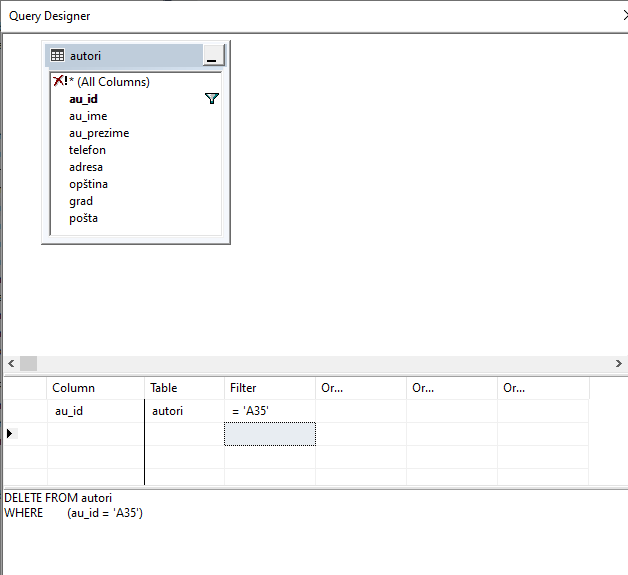 Query Designer
autori
* (All Columns)
au_id
au_ime
au_prezime
telefon
adresa
opština
grad
pošta
Column Table Filter Or... Or... Or...
au_id autori = 'A35'
DELETE FROM autori
WHERE (au_id = 'A35')